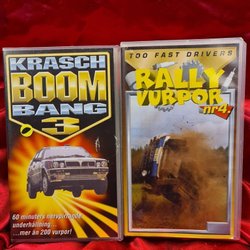 KRASCH
BOOM
BANG
.3
60 minuters nervpirrande
underhållning...
...mer än 200 vurpor!
TOO FAST DRIVERS
RALLY
VURPOR
nr4